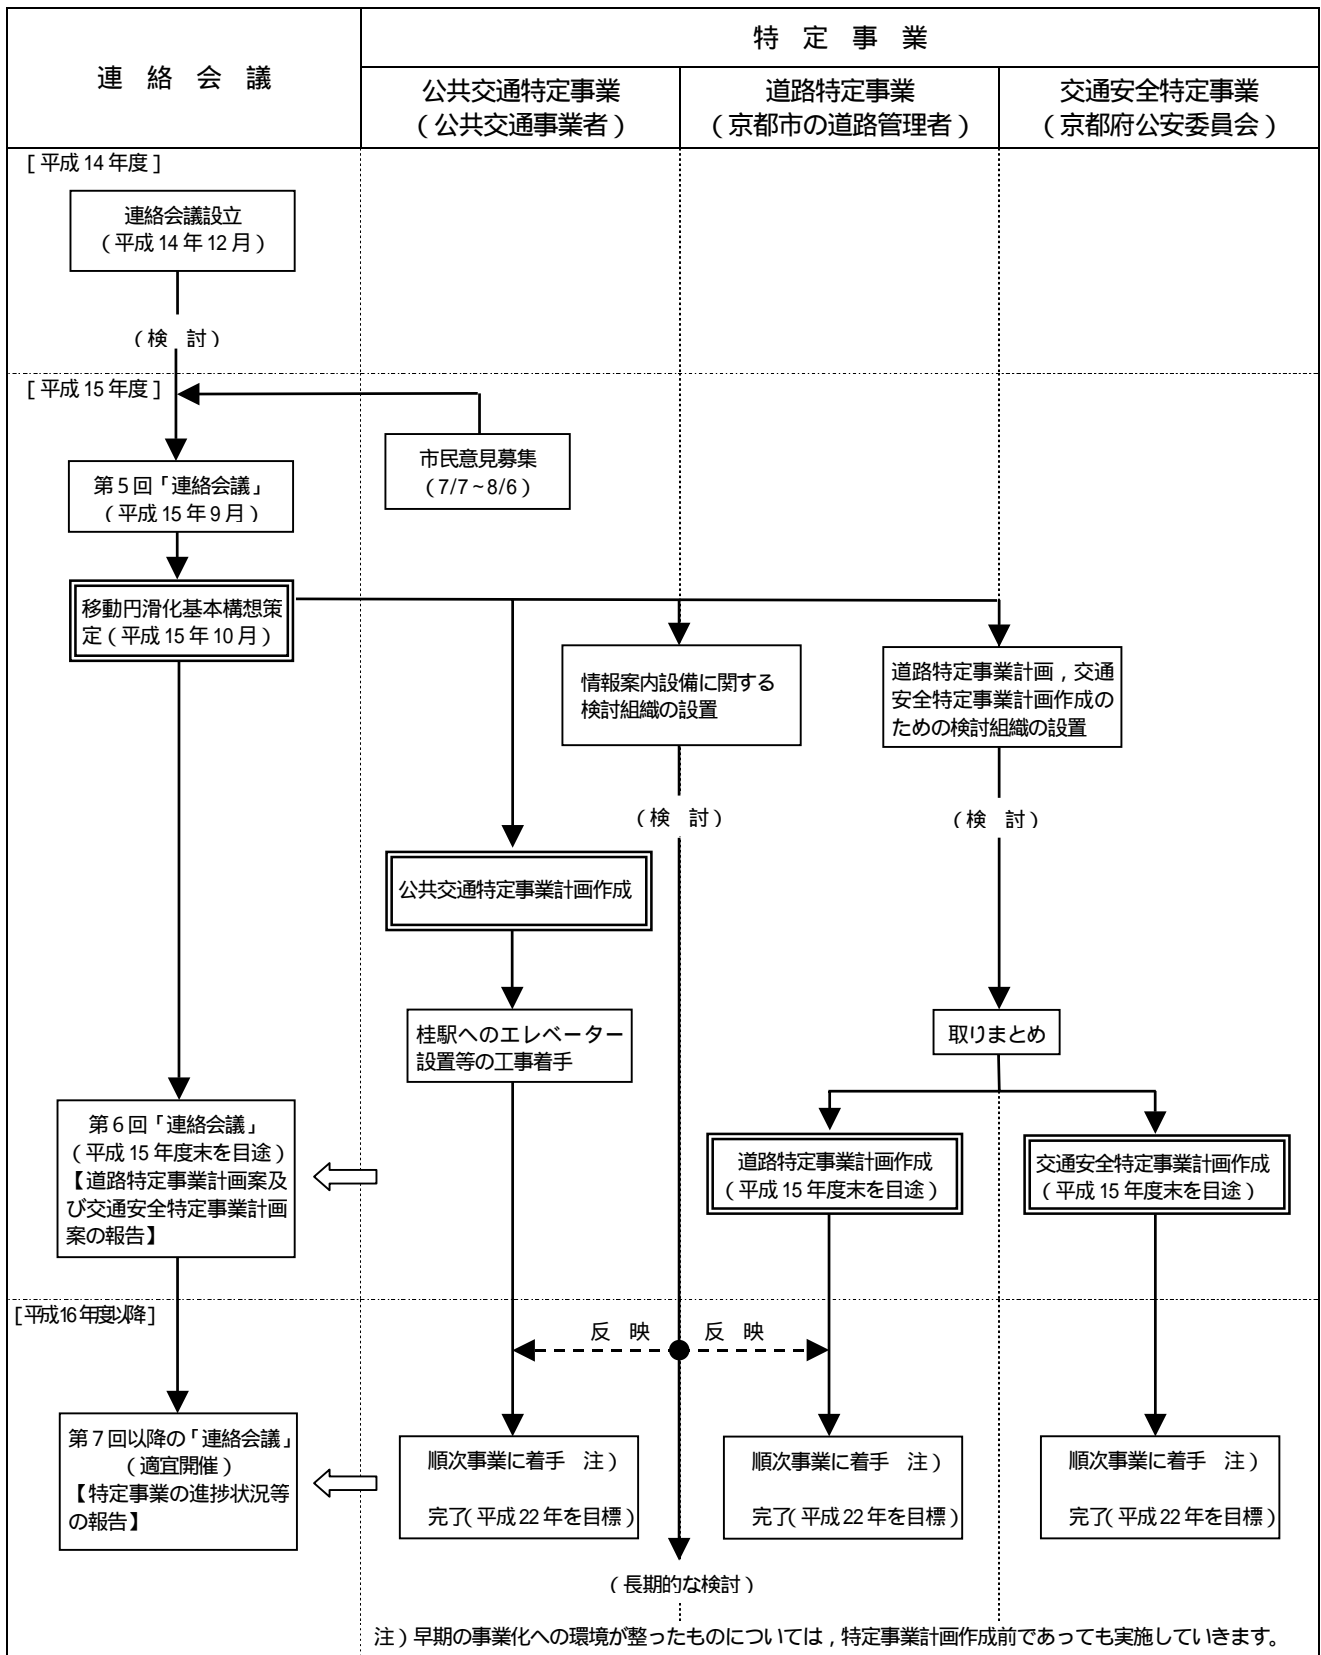 連 絡 会 議
特 定 事 業
公共交通特定事業
（公共交通事業者）
道路特定事業
（京都市の道路管理者）
交通安全特定事業
（京都府公安委員会）
［平成14年度］
連絡会議設立
（平成14年12月）
（検 討）
［平成15年度］
市民意見募集
（7/7~8/6）
第５回「連絡会議」
（平成15年9月）
移動円滑化基本構想策
定（平成15年10月）
情報案内設備に関する
検討組織の設置
道路特定事業計画，交通
安全特定事業計画作成の
ための検討組織の設置
（検 討）
（検 討）
公共交通特定事業計画作成
桂駅へのエレベーター
設置等の工事着手
取りまとめ
第６回「連絡会議」
（平成15年度末を目途）
【道路特定事業計画案及
び交通安全特定事業計画
案の報告】
道路特定事業計画作成
（平成15年度末を目途）
交通安全特定事業計画作成
（平成15年度末を目途）
［平成16年度以降］
反 映 反 映
第７回以降の「連絡会議」
（適宜開催）
【特定事業の進捗状況等
の報告】
順次事業に着手 注）
完了（平成22年を目標）
順次事業に着手 注）
完了（平成22年を目標）
順次事業に着手 注）
完了（平成22年を目標）
（長期的な検討）
注）早期の事業化への環境が整ったものについては，特定事業計画作成前であっても実施していきます。